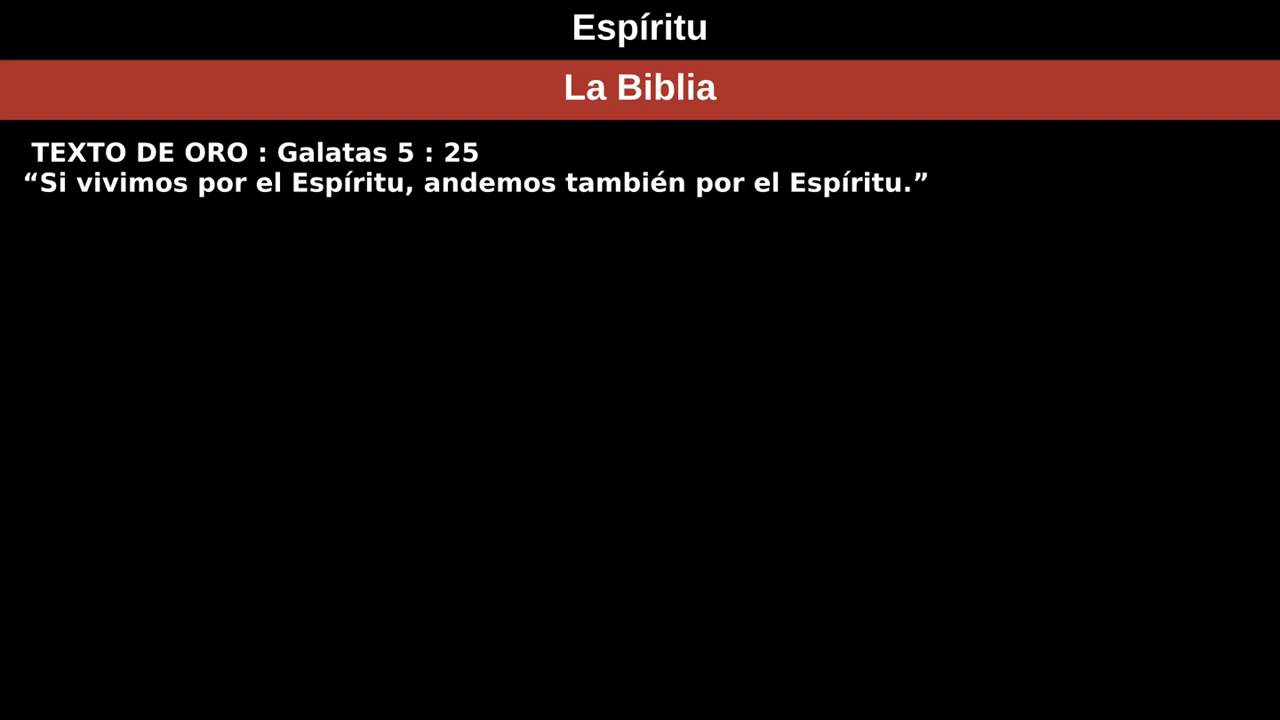 Espíritu
La Biblia
TEXTO DE ORO : Galatas 5 : 25
“Si vivimos por el Espíritu, andemos también por el Espíritu.”